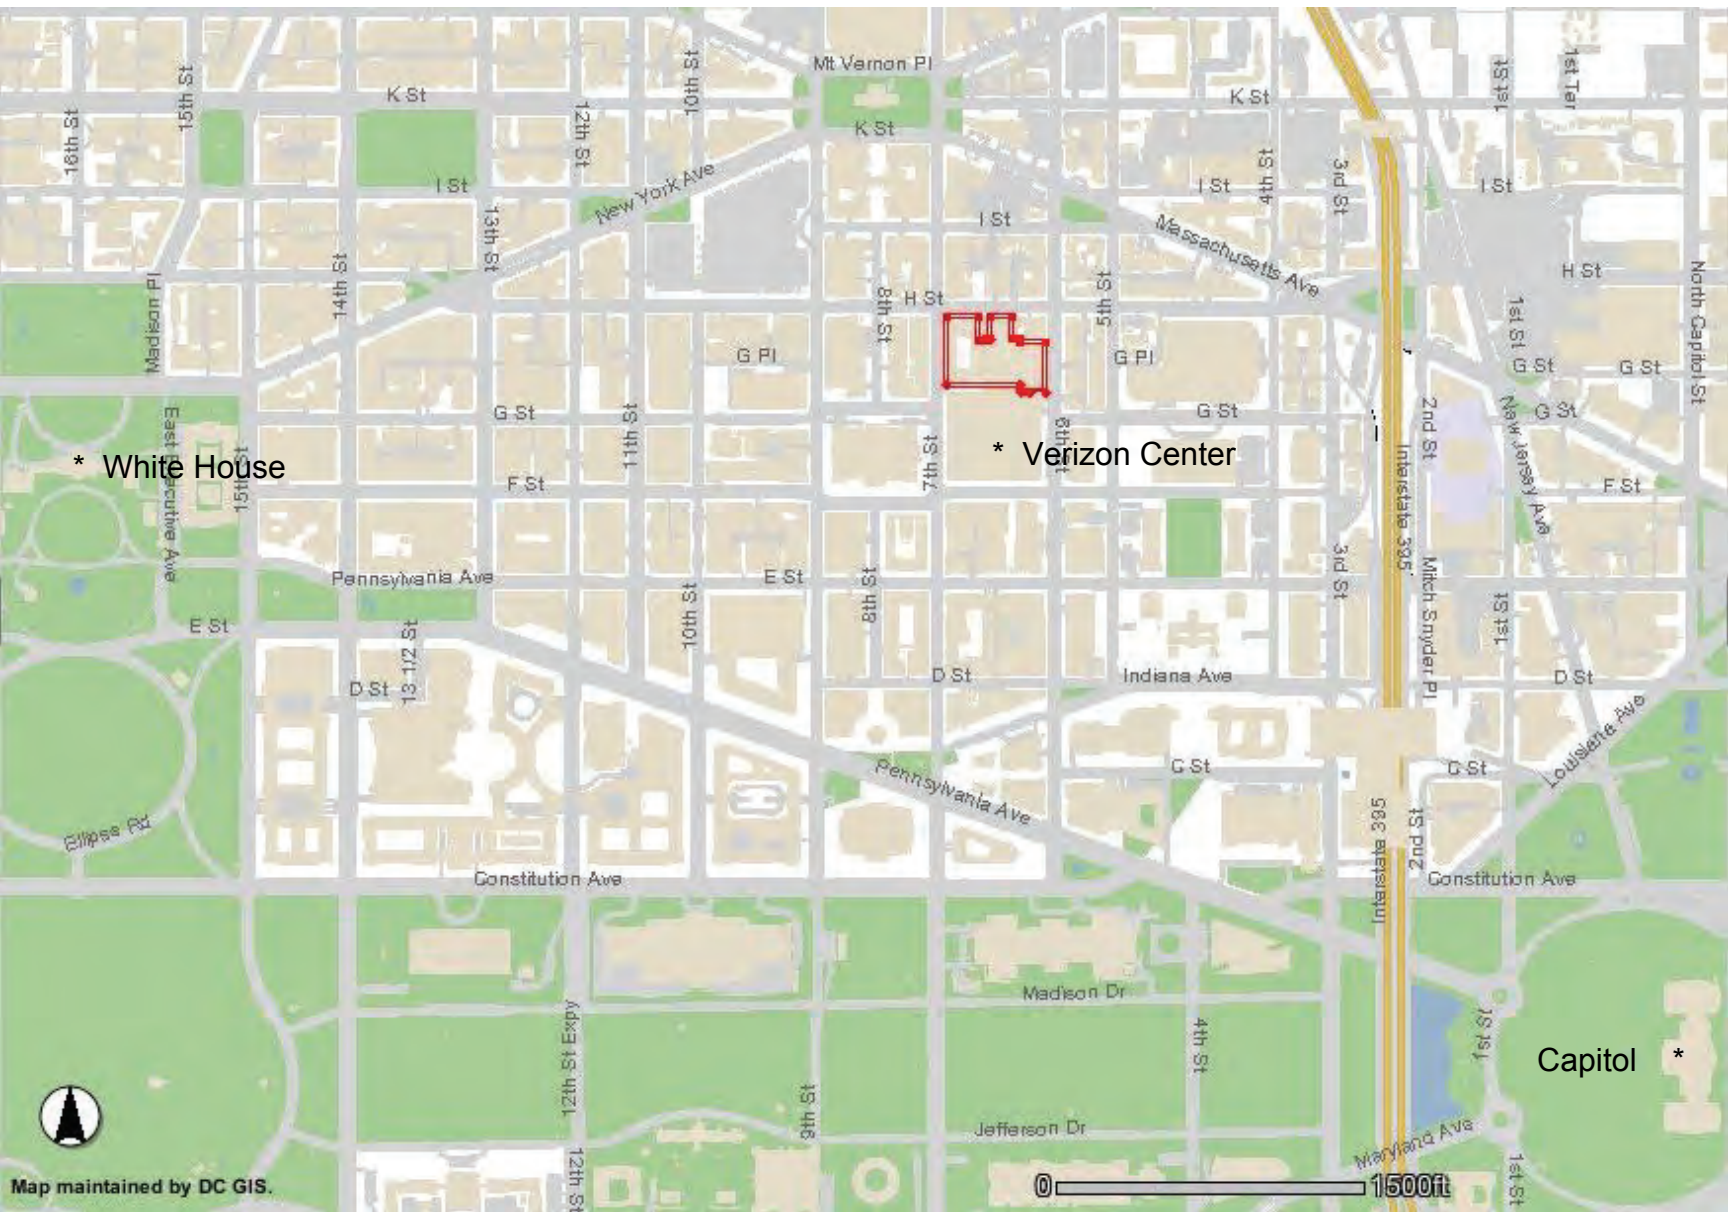 Mt Vernon Pl
K St
K St
K St
15th St
16th St
10th St
12th St
1st St
1st Ter
4th St
3rd St
I St
New York Ave
I St
I St
I St
13th St
Massachusetts Ave
14th St
Madison Pl
H St
8th St
5th St
H St
North Capitol St
1st St
G Pl
G Pl
G St
G St
G St
G St
G St
11th St
East Executive Ave
15th St
* White House
7th St
* Verizon Center
6th St
2nd St
Interstate 395
New Jersey Ave
F St
F St
Pennsylvania Ave
E St
8th St
10th St
3rd St
Mitch Snyder Pl
1st St
E St
13 1/2 St
D St
D St
Indiana Ave
D St
Louisiana Ave
Pennsylvania Ave
C St
C St
Ellipse Rd
Interstate 395
2nd St
Constitution Ave
Constitution Ave
Madison Dr
12th St Expy
4th St
1st St
Capitol *
9th St
Jefferson Dr
Maryland Ave
12th St
1st St
Map maintained by DC GIS.
0 1500ft